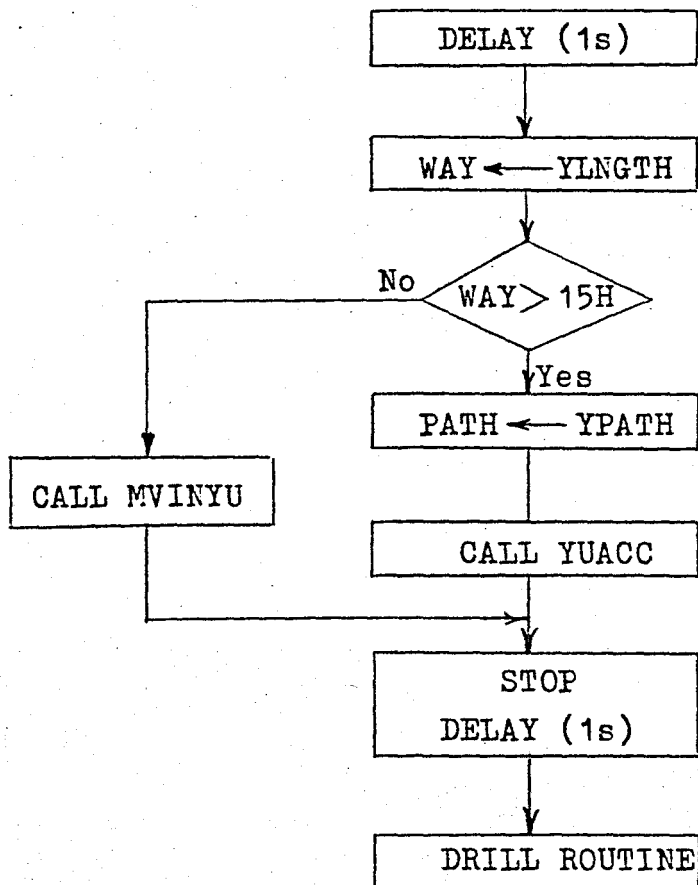 DELAY (1s)
WAY ← YLNGTH
WAY > 15H
No
Yes
PATH ← YPATH
CALL MVINYU
CALL YUACC
STOP
DELAY (1s)
DRILL ROUTINE